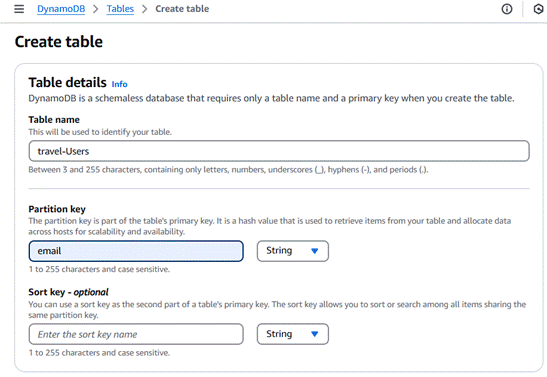 DynamoDB > Tables > Create table
Create table
Table details Info
DynamoDB is a schemaless database that requires only a table name and a primary key when you create the table.
Table name
This will be used to identify your table.
travel-Users
Between 3 and 255 characters, containing only letters, numbers, underscores (_), hyphens (-), and periods (.).
Partition key
The partition key is part of the table's primary key. It is a hash value that is used to retrieve items from your table and allocate data
across hosts for scalability and availability.
email String
1 to 255 characters and case sensitive.
Sort key - optional
You can use a sort key as the second part of a table's primary key. The sort key allows you to sort or search among all items sharing the
same partition key.
Enter the sort key name String
1 to 255 characters and case sensitive.